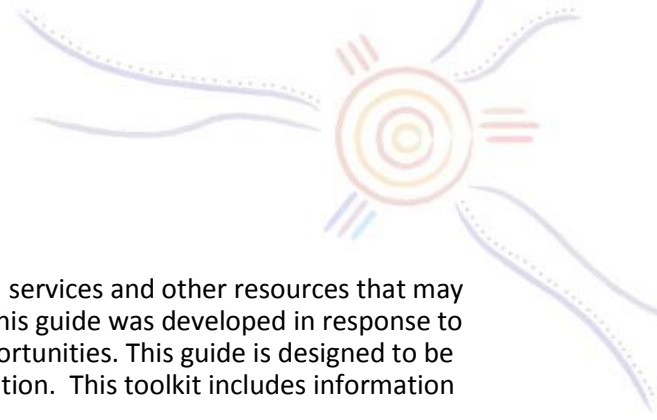 services and other resources that may
his guide was developed in response to
ortunities. This guide is designed to be
tion.  This toolkit includes information